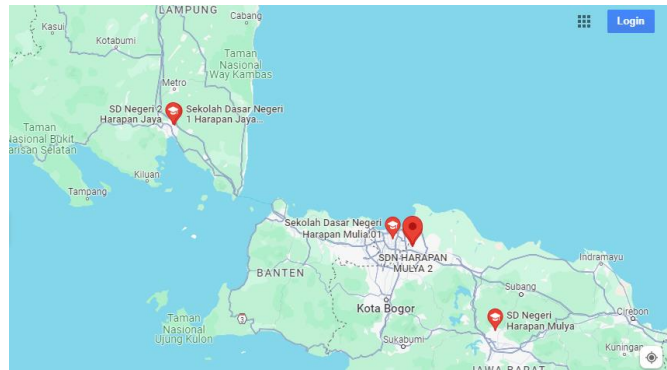 LAMPUNG
Cabang
Login
Kasui
Kotabumi
Taman
Nasional
Way Kambas
Metro
SD Negeri 2
Harapan Jaya
Sekolah Dasar Negeri
1 Harapan Jaya...
Taman
Nasional Bukit
Barisan Selatan
Kiluan
Tampang
Sekolah Dasar Negeri
Harapan Mulia 01
SDN HARAPAN
MULYA 2
BANTEN
Indramayu
Kota Bogor
Subang
SD Negeri
Harapan Mulya
Cirebon
Taman
Nasional
Ujung Kulon
3
Sukabumi
Kuningan
JAWA BARAT